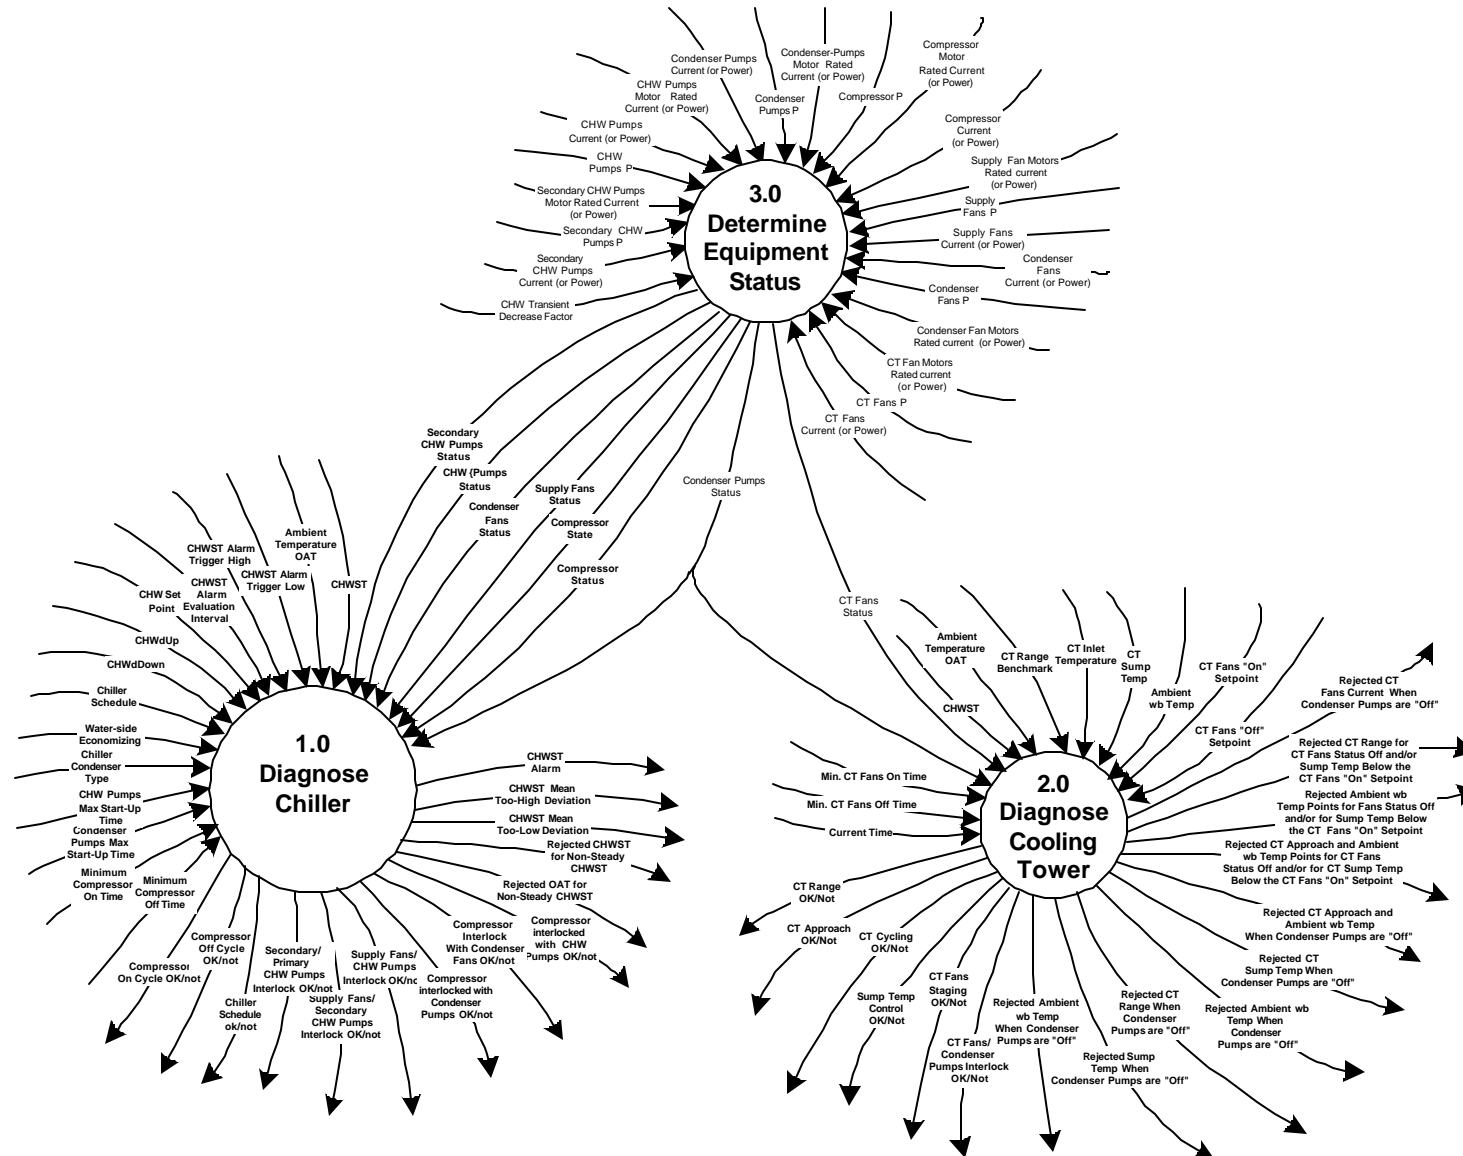 Condenser Pumps
Current (or Power)
Condenser-Pumps
Motor Rated
Current (or Power)
Compressor
Motor
Rated Current
(or Power)
CHW Pumps
Motor Rated
Current (or Power)
Condenser
Pumps P
Compressor P
CHW Pumps
Current (or Power)
Compressor
Current
(or Power)
CHW
Pumps P
Supply Fan Motors
Rated current
(or Power)
Secondary CHW Pumps
Motor Rated Current
(or Power)
Supply
Fans P
Secondary CHW
Pumps P
Supply Fans
Current (or Power)
Secondary
CHW Pumps
Current (or Power)
Condenser
Fans
Current (or Power)
CHW Transient
Decrease Factor
Condenser
Fans P
Condenser Fan Motors
Rated current (or Power)
CT Fan Motors
Rated current
(or Power)
CT Fans P
CT Fans
Current (or Power)
3.0
Determine
Equipment
Status
Secondary
CHW Pumps
Status
CHW {Pumps
Status
Condenser
Fans
Status
Supply Fans
Status
Compressor
State
Compressor
Status
Condenser Pumps
Status
CT Fans
Status
Ambient
Temperature
OAT
CHWST
CHWST Alarm
Trigger High
CHWST Alarm
Trigger Low
CHWST
Alarm
Evaluation
Interval
CHW Set
Point
CHWdUp
CHWdDown
Chiller
Schedule
Water-side
Economizing
Chiller
Condenser
Type
CHW Pumps
Max Start-Up
Time
Condenser
Pumps Max
Start-Up Time
Minimum
Compressor
On Time
Minimum
Compressor
Off Time
1.0
Diagnose
Chiller
CHWST
Alarm
CHWST Mean
Too-High Deviation
CHWST Mean
Too-Low Deviation
Rejected CHWST
for Non-Steady
CHWST
Rejected OAT for
Non-Steady CHWST
Compressor
interlocked
with CHW
Pumps OK/not
Compressor
Interlock
With Condenser
Fans OK/not
Compressor
interlocked with
Condenser
Pumps OK/not
Supply Fans/
CHW Pumps
Interlock OK/not
Supply Fans/
Secondary
CHW Pumps
Interlock OK/not
Secondary/
Primary
CHW Pumps
Interlock OK/not
Chiller
Schedule
ok/not
Compressor
Off Cycle
OK/not
Compressor
On Cycle OK/not
Ambient
Temperature
OAT
CHWST
CT Range
Benchmark
CT Inlet
Temperature
CT
Sump
Temp
Ambient
wb Temp
CT Fans "On"
Setpoint
CT Fans "Off"
Setpoint
Min. CT Fans On Time
Min. CT Fans Off Time
Current Time
2.0
Diagnose
Cooling
Tower
Rejected CT
Fans Current When
Condenser Pumps are "Off"
Rejected CT Range for
CT Fans Status Off and/or
Sump Temp Below the
CT Fans "On" Setpoint
Rejected Ambient wb
Temp Points for Fans Status Off
and/or for Sump Temp Below
the CT Fans "On" Setpoint
Rejected CT Approach and Ambient
wb Temp Points for CT Fans
Status Off and/or for CT Sump Temp
Below the CT Fans "On" Setpoint
Rejected CT Approach and
Ambient wb Temp
When Condenser Pumps are "Off"
Rejected CT
Sump Temp When
Condenser Pumps are "Off"
Rejected Ambient wb
Temp When
Condenser
Pumps are "Off"
Rejected CT
Range When
Condenser
Pumps are "Off"
Rejected Sump
Temp When
Condenser Pumps are "Off"
Rejected Ambient
wb Temp
When Condenser
Pumps are "Off"
CT Fans/
Condenser
Pumps Interlock
OK/Not
CT Fans
Staging
OK/Not
Sump Temp
Control
OK/Not
CT Cycling
OK/Not
CT Approach
OK/Not
CT Range
OK/Not